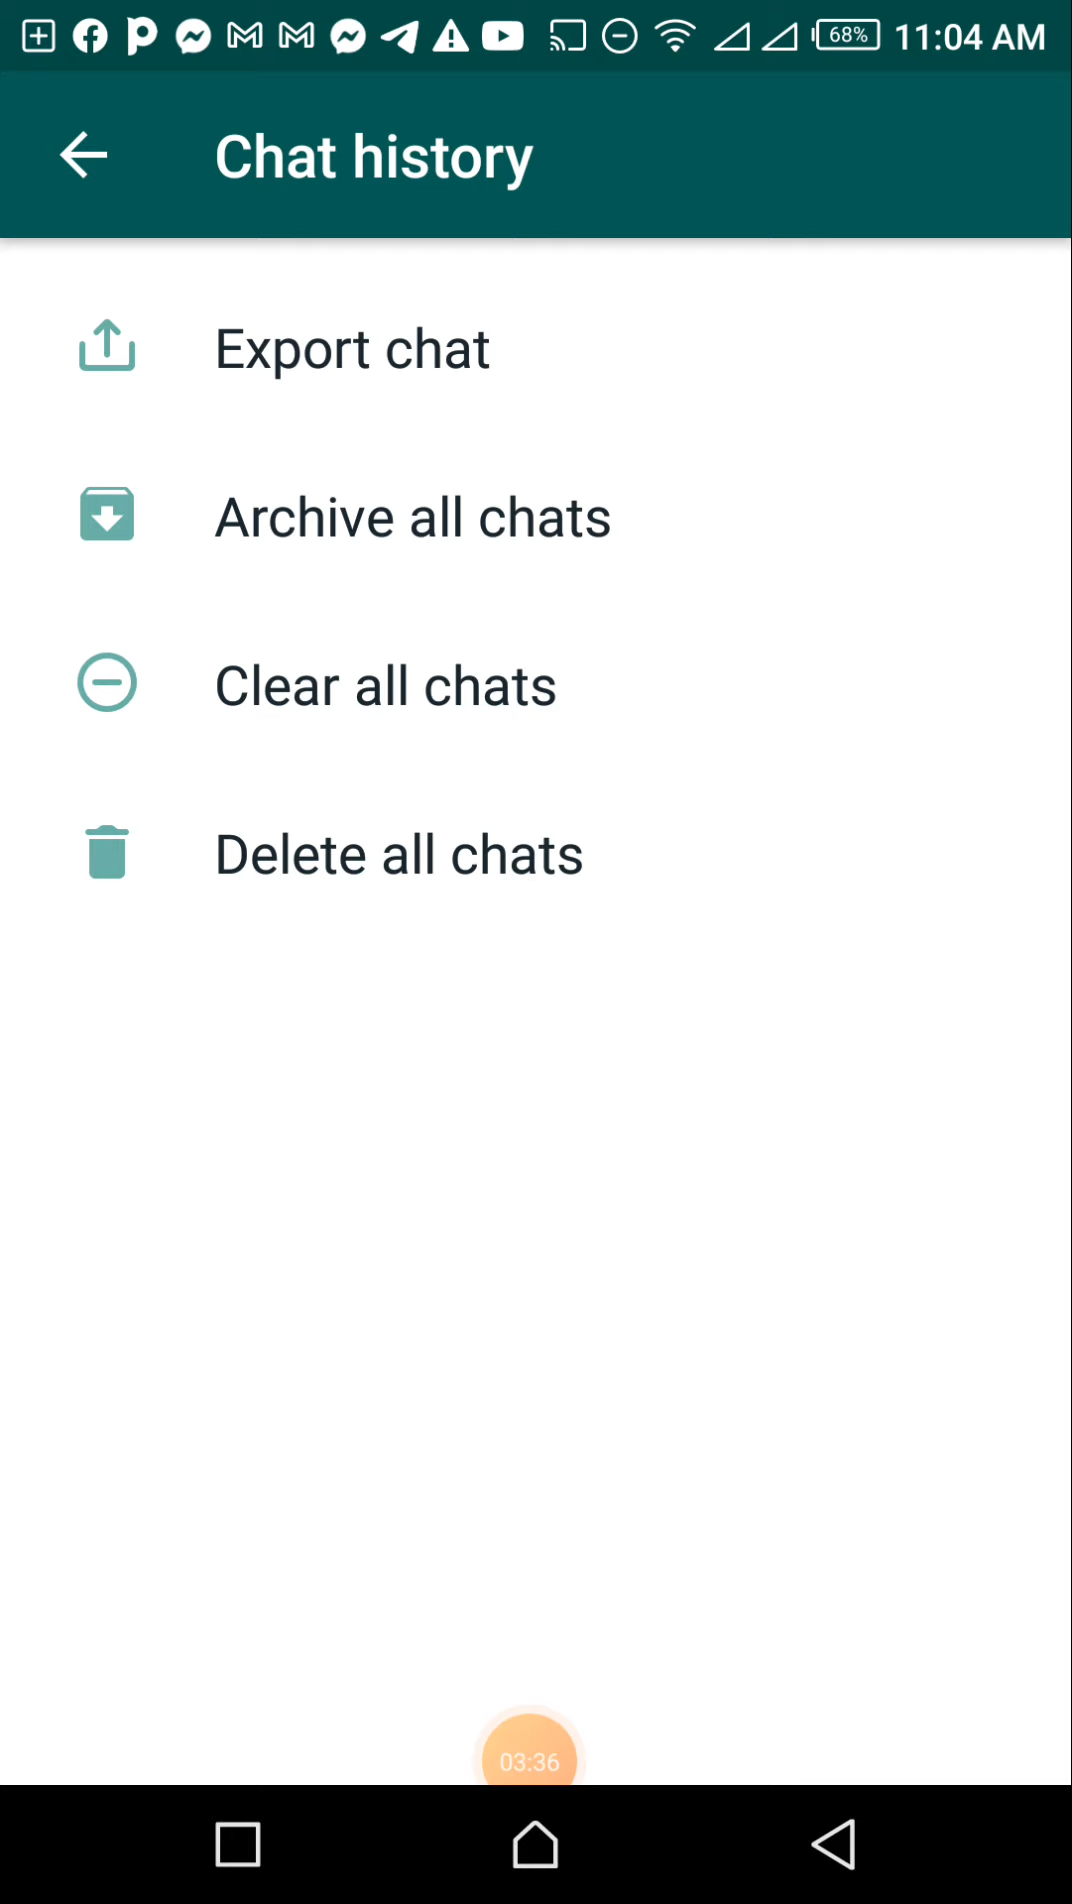 68% 11:04 AM
Chat history
Export chat
Archive all chats
Clear all chats
Delete all chats
03:36